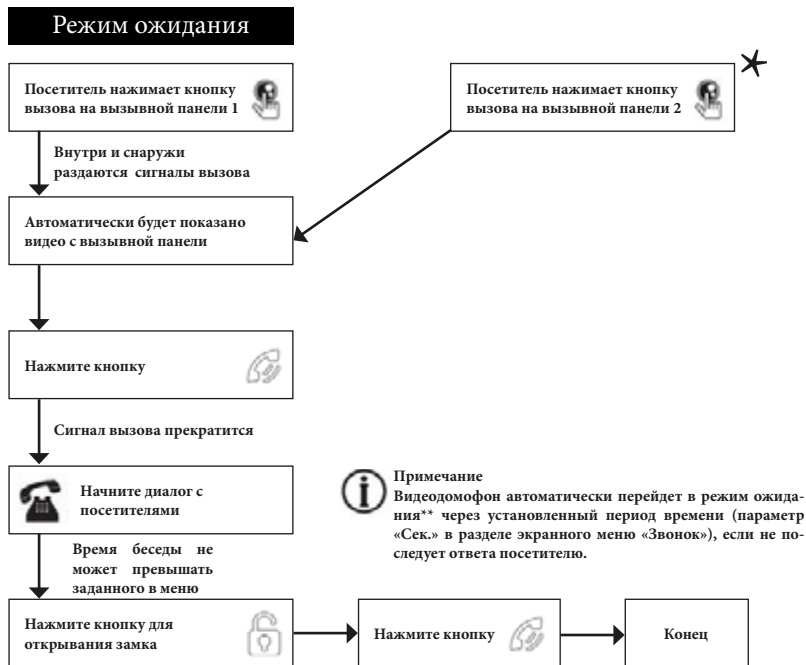 Режим ожидания
Посетитель нажимает кнопку
вызова на вызывной панели 1
Посетитель нажимает кнопку
вызова на вызывной панели 2
Внутри и снаружи
раздаются сигналы вызова
Автоматически будет показано
видео с вызывной панели
Нажмите кнопку
Сигнал вызова прекратится
Начните диалог с
посетителями
Примечание
Видеодомофон автоматически перейдет в режим ожида-
ния** через установленный период времени (параметр
«Сек.» в разделе экранного меню «Звонок»), если не по-
следует ответа посетителю.
Время беседы не
может превышать
заданного в меню
Нажмите кнопку для
открывания замка
Нажмите кнопку
Конец